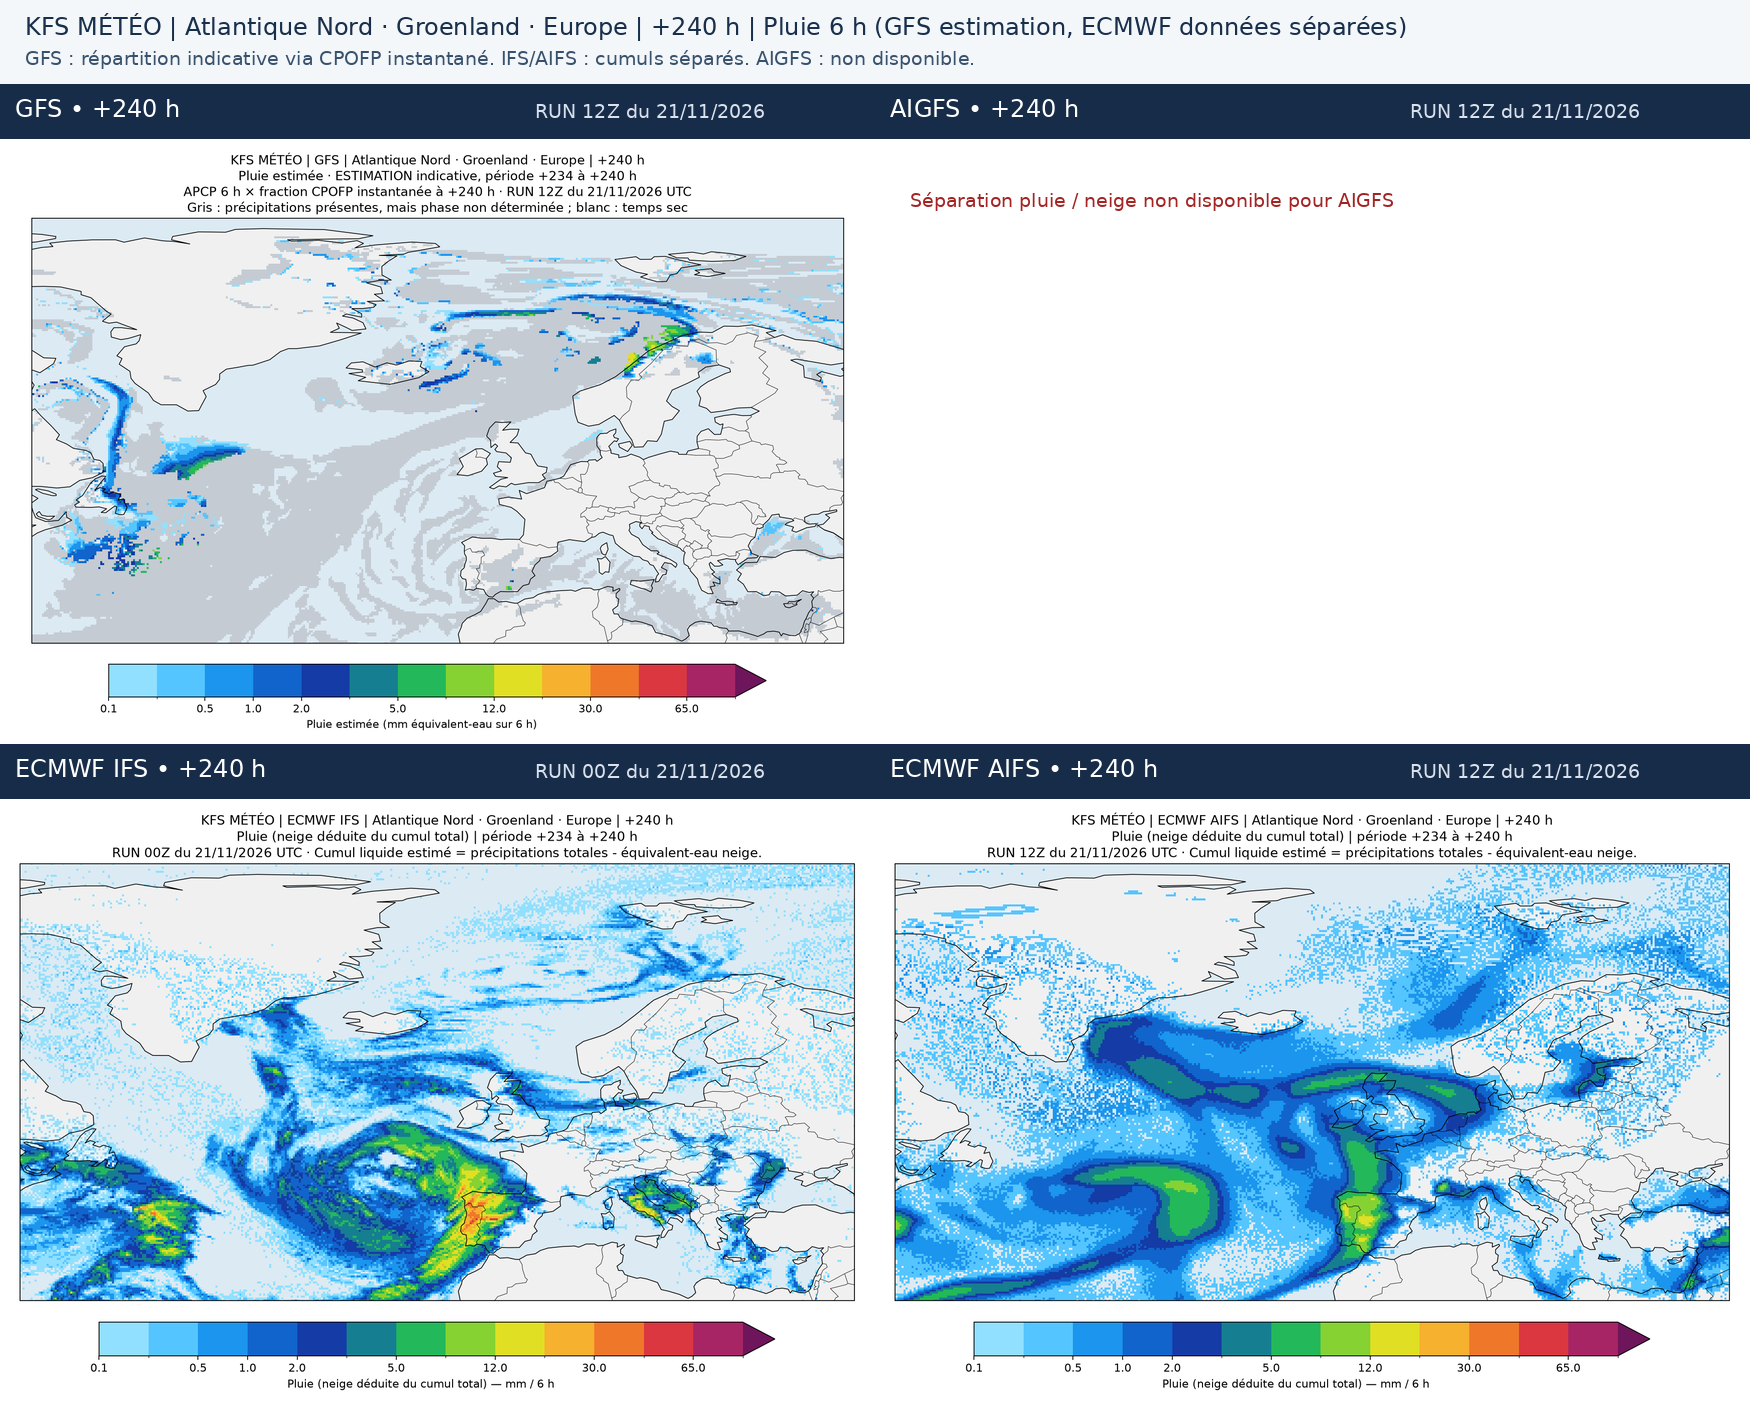 KFS MÉTÉO | Atlantique Nord · Groenland · Europe | +240 h | Pluie 6 h (GFS estimation, ECMWF données séparées)
GFS : répartition indicative via CPOFP instantané. IFS/AIFS : cumuls séparés. AIGFS : non disponible.
GFS • +240 h
RUN 12Z du 21/11/2026
AIGFS • +240 h
RUN 12Z du 21/11/2026
KFS MÉTÉO | GFS | Atlantique Nord · Groenland · Europe | +240 h
Pluie estimée · ESTIMATION indicative, période +234 à +240 h
APCP 6 h × fraction CPOFP instantanée à +240 h · RUN 12Z du 21/11/2026 UTC
Gris : précipitations présentes, mais phase non déterminée ; blanc : temps sec
Séparation pluie / neige non disponible pour AIGFS
0.1 0.5 1.0 2.0 5.0 12.0 30.0 65.0
Pluie estimée (mm équivalent-eau sur 6 h)
ECMWF IFS • +240 h
RUN 00Z du 21/11/2026
ECMWF AIFS • +240 h
RUN 12Z du 21/11/2026
KFS MÉTÉO | ECMWF IFS | Atlantique Nord · Groenland · Europe | +240 h
Pluie (neige déduite du cumul total) | période +234 à +240 h
RUN 00Z du 21/11/2026 UTC · Cumul liquide estimé = précipitations totales - équivalent-eau neige.
KFS MÉTÉO | ECMWF AIFS | Atlantique Nord · Groenland · Europe | +240 h
Pluie (neige déduite du cumul total) | période +234 à +240 h
RUN 12Z du 21/11/2026 UTC · Cumul liquide estimé = précipitations totales - équivalent-eau neige.
0.1 0.5 1.0 2.0 5.0 12.0 30.0 65.0
Pluie (neige déduite du cumul total) — mm / 6 h
0.1 0.5 1.0 2.0 5.0 12.0 30.0 65.0
Pluie (neige déduite du cumul total) — mm / 6 h